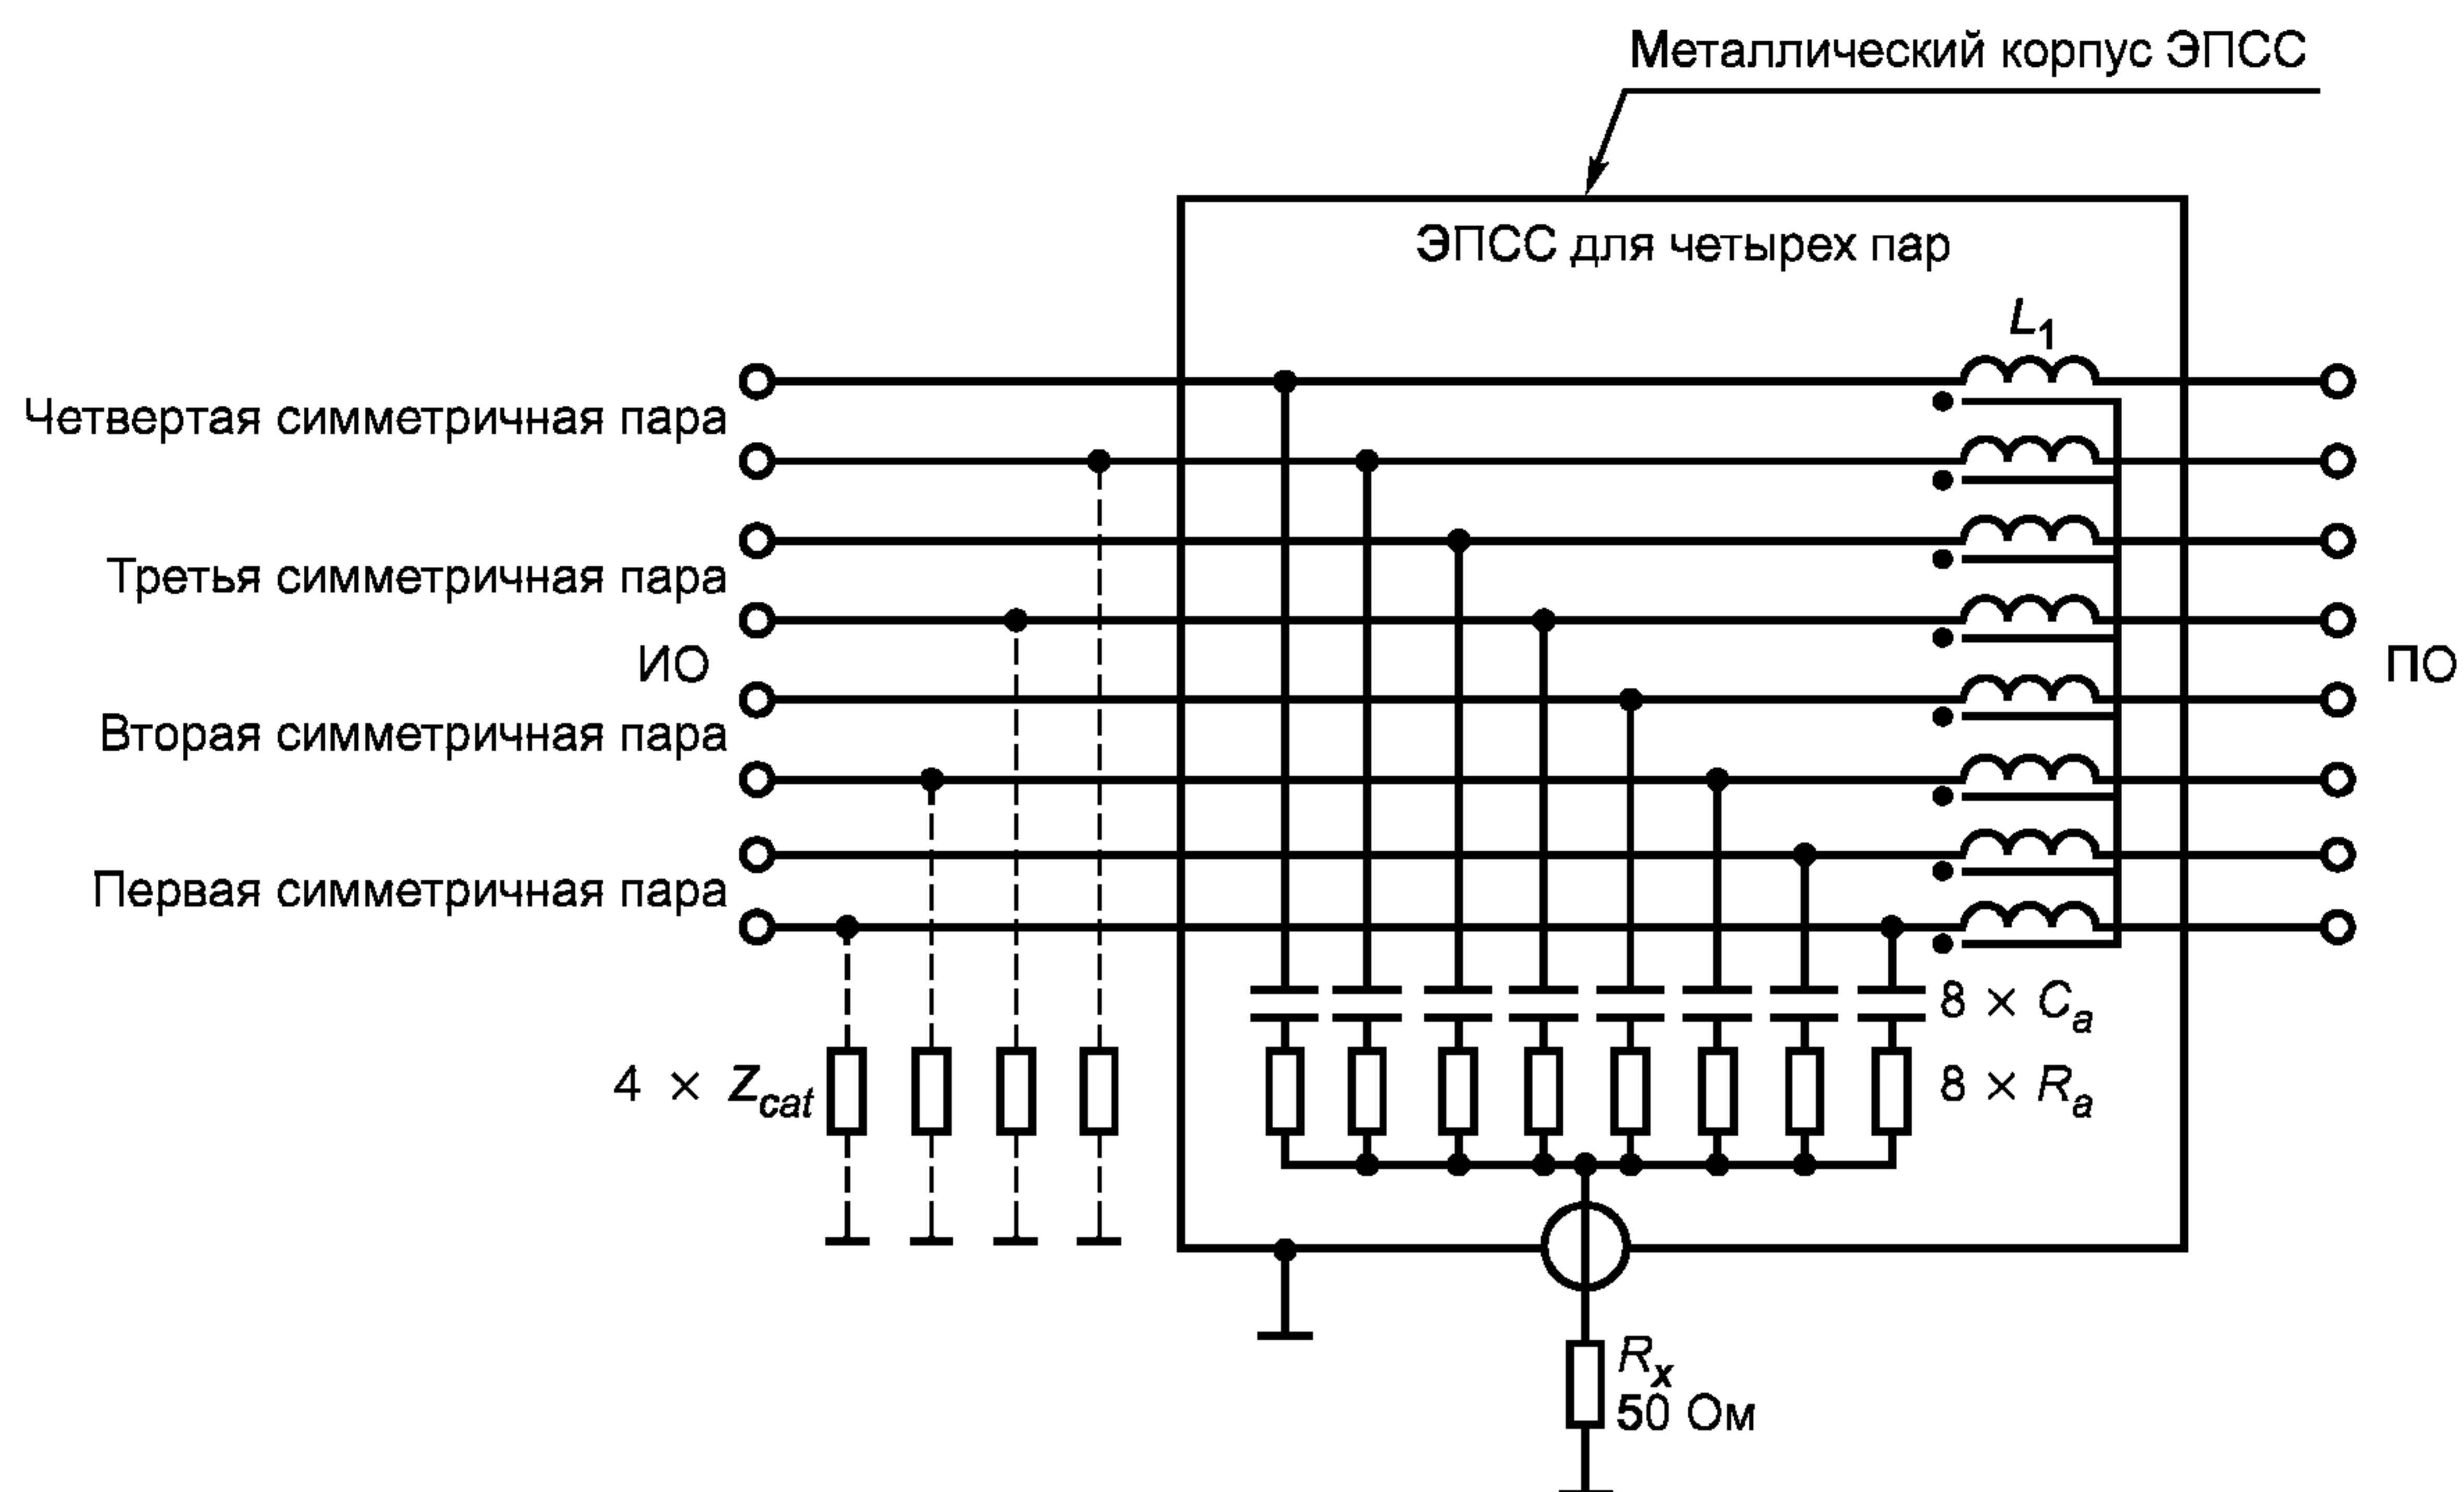 Металлический корпус ЭПСС
ЭПСС для четырех пар
L1
Четвертая симметричная пара
Третья симметричная пара
ИО
ПО
Вторая симметричная пара
Первая симметричная пара
8 × Ca
4 × Zcat
8 × Ra
Rx
50 Ом